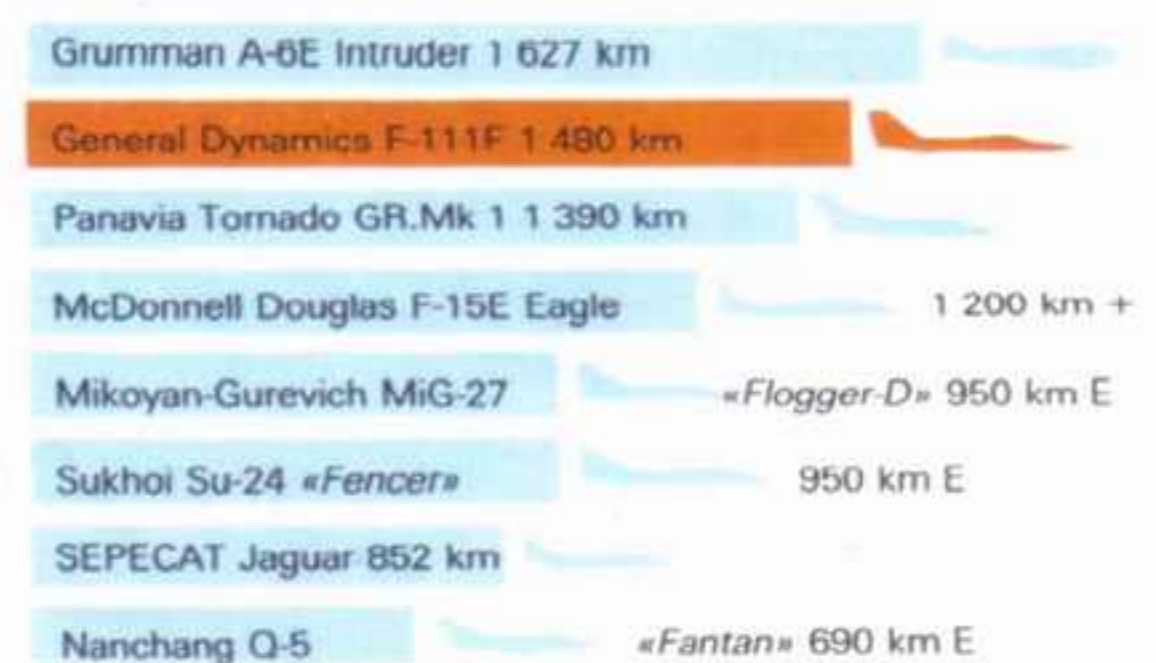 Grumman A-6E Intruder 1 627 km
General Dynamics F-111F 1 480 km
Panavia Tornado GR.Mk 1 1 390 km
McDonnell Douglas F-15E Eagle 1 200 km +
Mikoyan-Gurevich MiG-27 «Flogger-D» 950 km E
Sukhoi Su-24 «Fencer» 950 km E
SEPECAT Jaguar 852 km
Nanchang Q-5 «Fantan» 690 km E